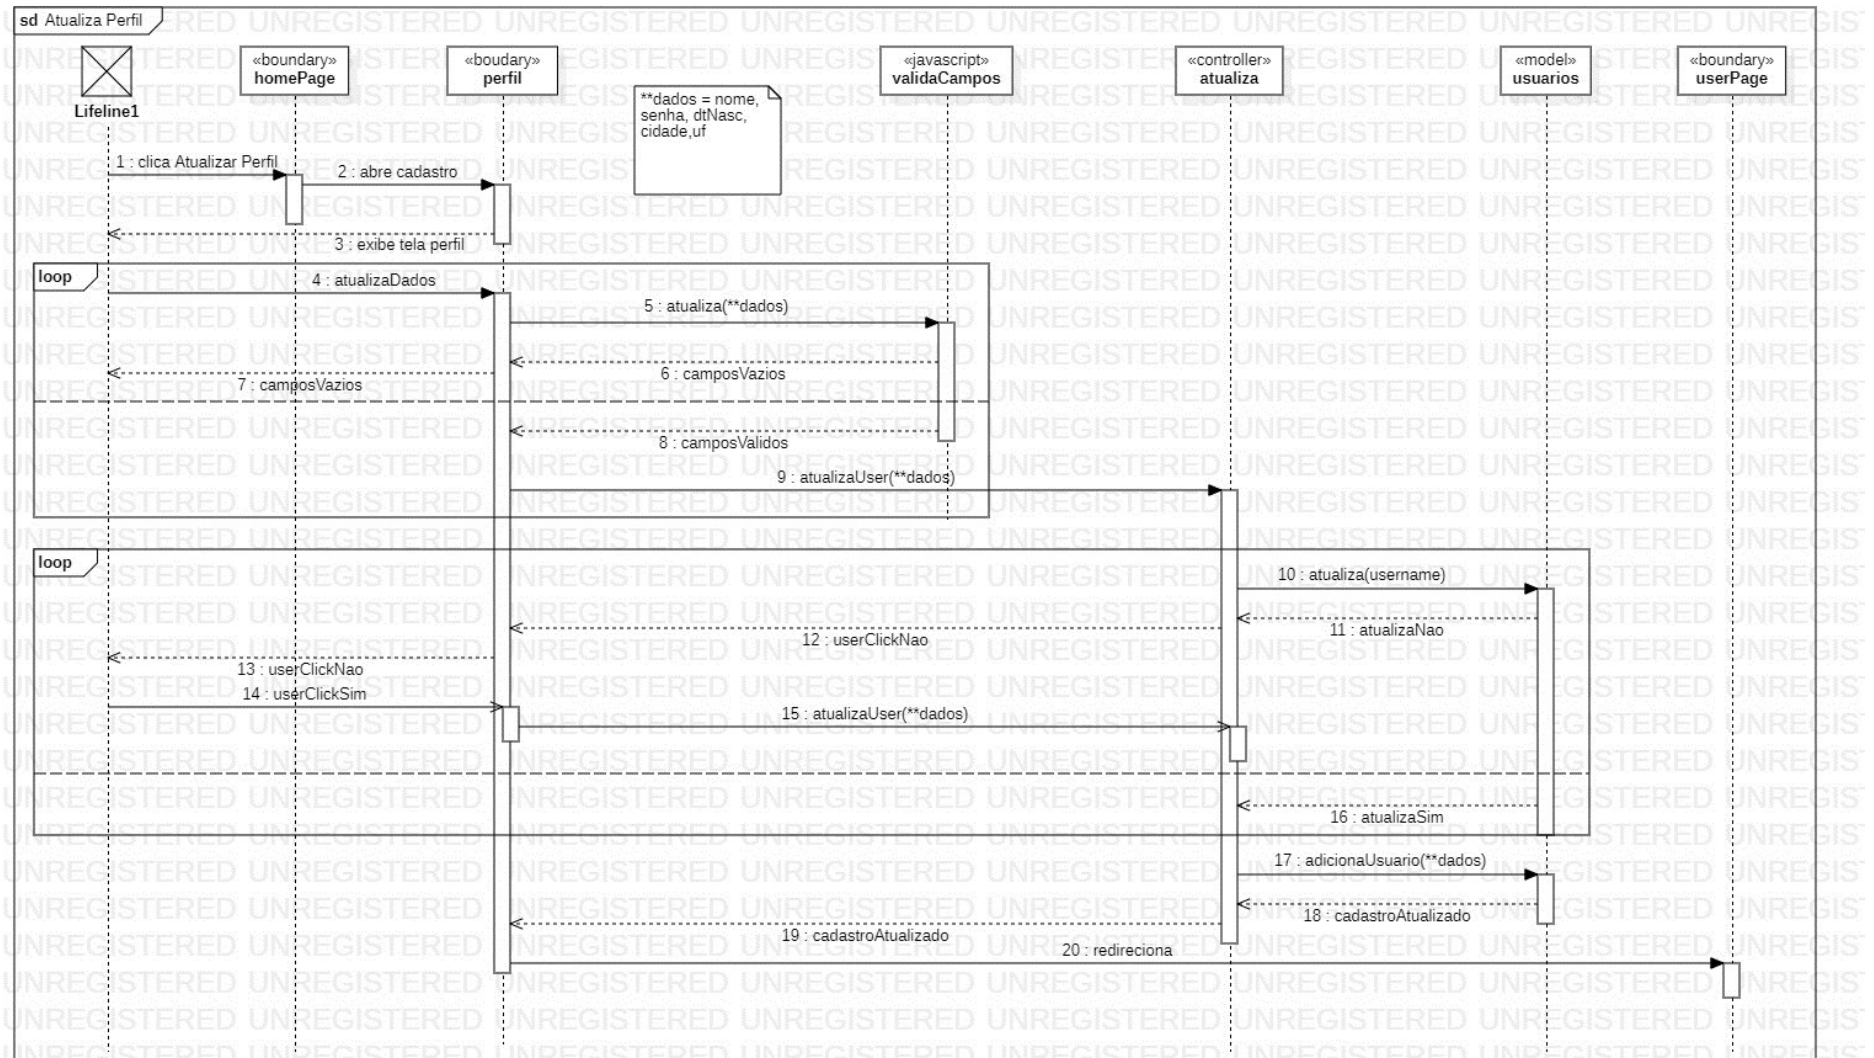 sd Atualiza Perfil
Lifeline1
«boundary»
homePage
«boudary»
perfil
**dados = nome,
senha, dtNasc,
cidade,uf
«javascript»
validaCampos
«controller»
atualiza
«model»
usuarios
«boundary»
userPage
1 : clica Atualizar Perfil
2 : abre cadastro
3 : exibe tela perfil
loop
4 : atualizaDados
5 : atualiza(**dados)
6 : camposVazios
7 : camposVazios
8 : camposValidos
9 : atualizaUser(**dados)
loop
10 : atualiza(username)
11 : atualizaNao
12 : userClickNao
13 : userClickNao
14 : userClickSim
15 : atualizaUser(**dados)
16 : atualizaSim
17 : adicionaUsuario(**dados)
18 : cadastroAtualizado
19 : cadastroAtualizado
20 : redireciona
UNREGISTERED